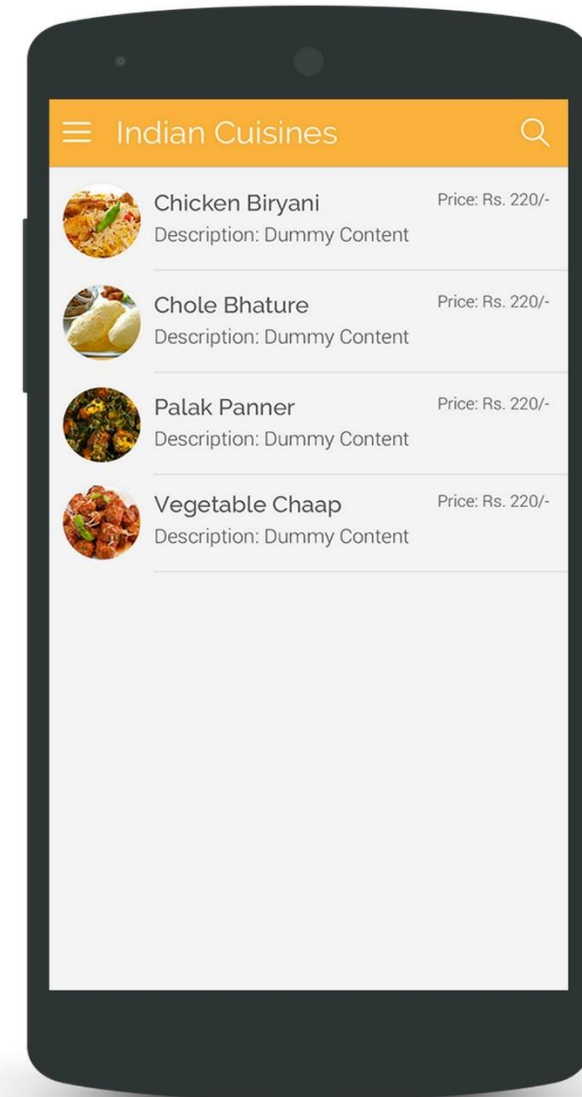 Indian Cuisines
Chicken Biryani
Price: Rs. 220/-
Description: Dummy Content
Chole Bhature
Price: Rs. 220/-
Description: Dummy Content
Palak Panner
Price: Rs. 220/-
Description: Dummy Content
Vegetable Chaap
Price: Rs. 220/-
Description: Dummy Content